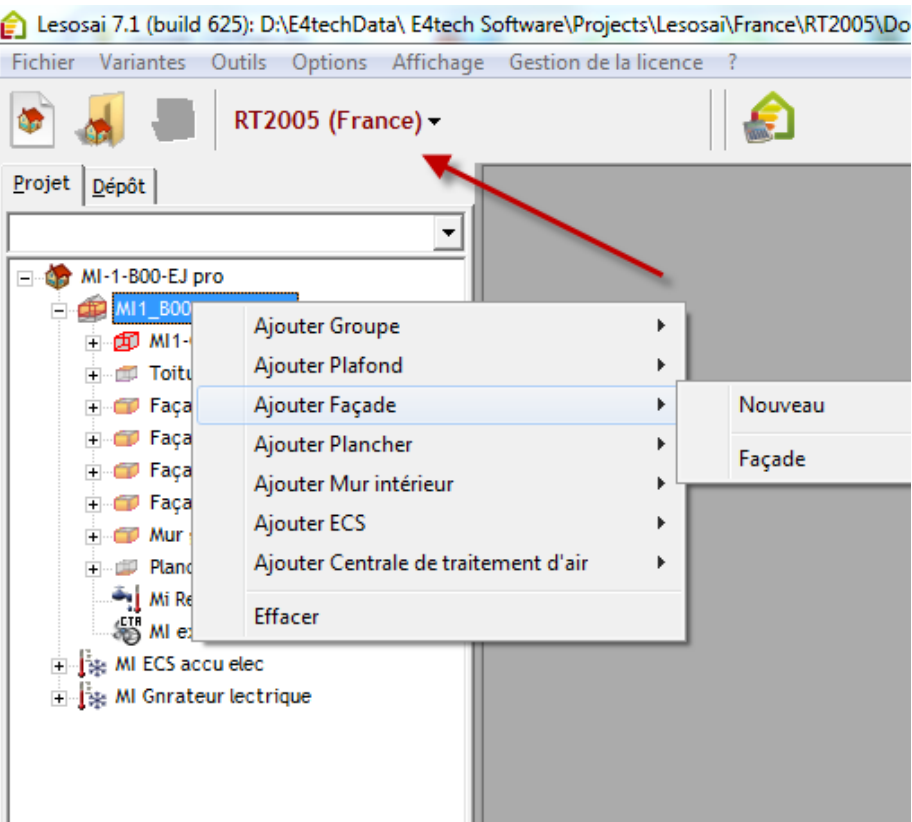 Lesosai 7.1 (build 625): D:\E4techData\ E4tech Software\Projects\Lesosai\France\RT2005\Do
Fichier Variantes Outils Options Affichage Gestion de la licence ?
RT2005 (France)
Projet Dépôt
MI-1-B00-EJ pro
MI1_B00
MI1-
Toitu
Faça
Faça
Faça
Faça
Mur
Planc
Mi Re
CTA
MI ex
MI ECS accu elec
MI Gnrateur lectrique
Ajouter Groupe
Ajouter Plafond
Ajouter Façade
Ajouter Plancher
Ajouter Mur intérieur
Ajouter ECS
Ajouter Centrale de traitement d'air
Effacer
Nouveau
Façade